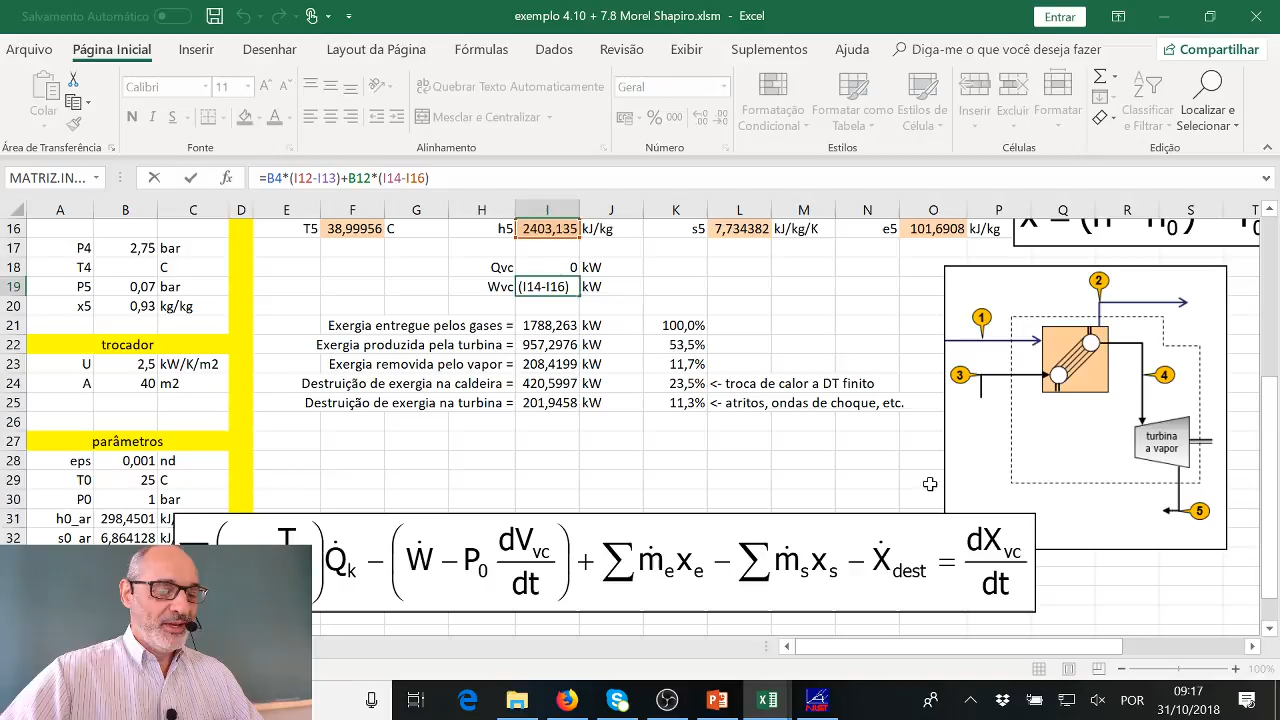 Salvamento Automático
exemplo 4.10 + 7.8 Morel Shapiro.xlsm - Excel
Entrar
Arquivo Página Inicial Inserir Desenhar Layout da Página Fórmulas Dados Revisão Exibir Suplementos Ajuda Diga-me o que você deseja fazer Compartilhar
Colar
Calibri 11 A A
N I S A
Quebrar Texto Automaticamente
Mesclar e Centralizar
Geral
% 000
Formatação Condicional
Formatar como Tabela
Estilos de Célula
Inserir Excluir Formatar
Classificar e Filtrar
Localizar e Selecionar
Área de Transferência Fonte Alinhamento Número Estilos Células Edição
MATRIZ.IN... fx =B4*(I12-I13)+B12*(I14-I16)
A B C D E F G H I J K L M N O P Q R S T
16 T5 38,99956 C h5 2403,135 kJ/kg s5 7,734382 kJ/kg/K e5 101,6908 kJ/kg
17 P4 2,75 bar
18 T4 C Qvc 0 kW
19 P5 0,07 bar Wvc (I14-I16) kW
20 x5 0,93 kg/kg
21 Exergia entregue pelos gases = 1788,263 kW 100,0%
22 trocador Exergia produzida pela turbina = 957,2976 kW 53,5%
23 U 2,5 kW/K/m2 Exergia removida pelo vapor = 208,4199 kW 11,7%
24 A 40 m2 Destruição de exergia na caldeira = 420,5997 kW 23,5% <- troca de calor a DT finito
25 Destruição de exergia na turbina = 201,9458 kW 11,3% <- atritos, ondas de choque, etc.
26
27 parâmetros
28 eps 0,001 nd
29 T0 25 C
30 P0 1 bar
31 h0_ar 298,4501 kJ/
32 s0_ar 6,864128 kJ/
1
2
3
4
turbina a vapor
5
Q̇k − (Ẇ − P0 dVvc/dt) + ∑ṁexe − ∑ṁsxs − Ẋdest = dXvc/dt
POR
09:17
31/10/2018